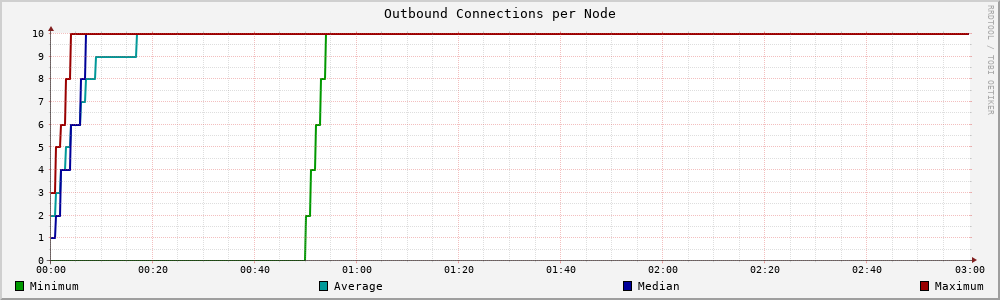 Outbound Connections per Node
RRDTOOL / TOBI OETIKER
10
9
8
7
6
5
4
3
2
1
0
00:00 00:20 00:40 01:00 01:20 01:40 02:00 02:20 02:40 03:00
Minimum Average Median Maximum